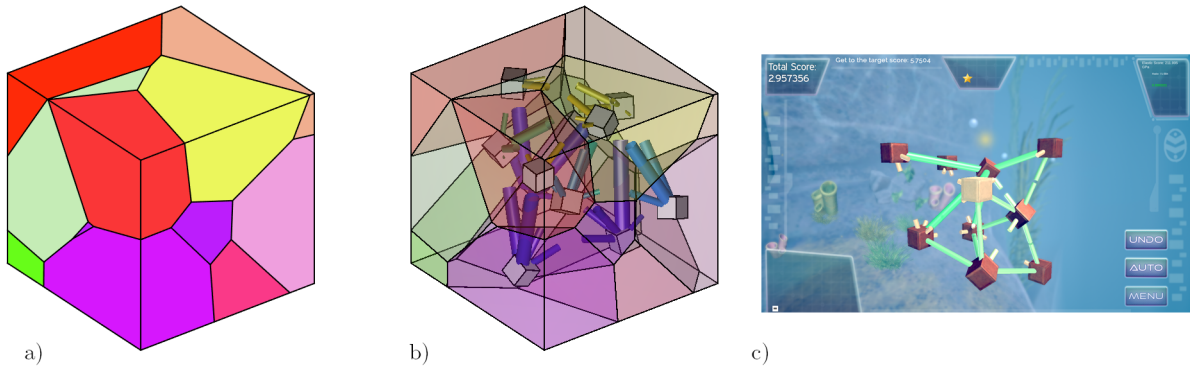 Total Score:
2.957356
Get to the target score: 57504
UNDO
AUTO
MENU
a)
b)
c)